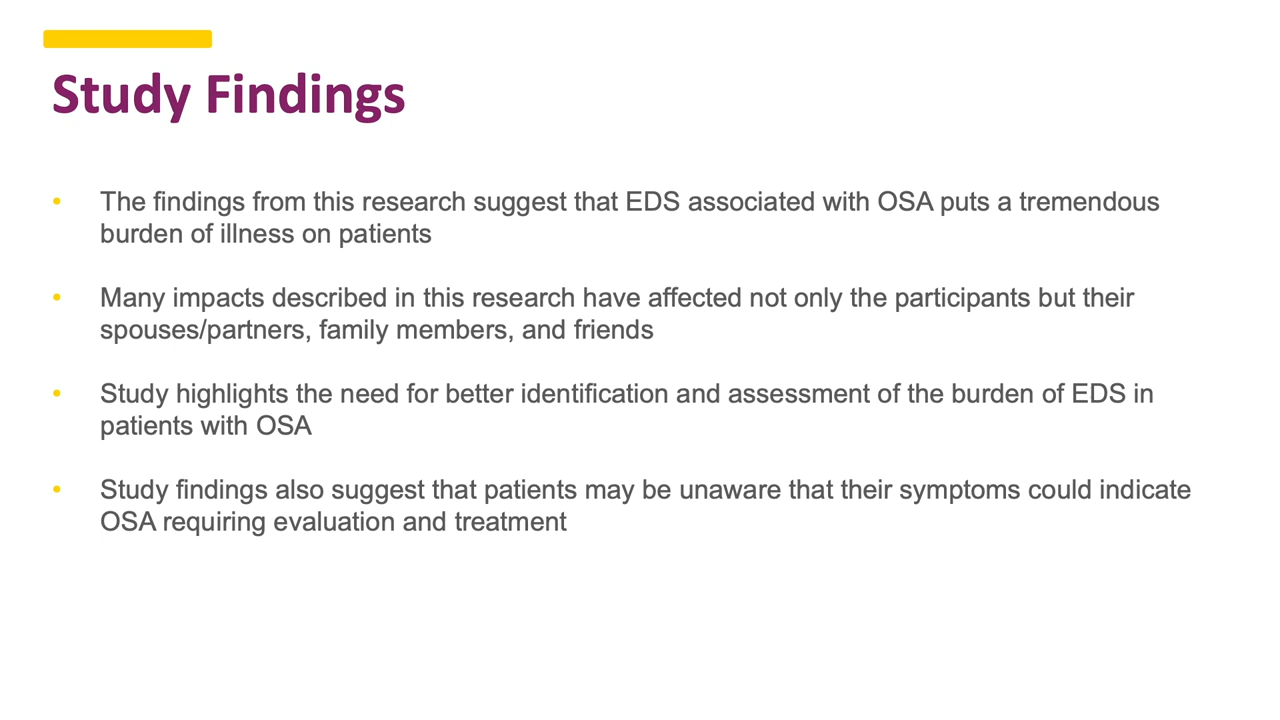 Study Findings
• The findings from this research suggest that EDS associated with OSA puts a tremendous
burden of illness on patients
• Many impacts described in this research have affected not only the participants but their
spouses/partners, family members, and friends
• Study highlights the need for better identification and assessment of the burden of EDS in
patients with OSA
• Study findings also suggest that patients may be unaware that their symptoms could indicate
OSA requiring evaluation and treatment